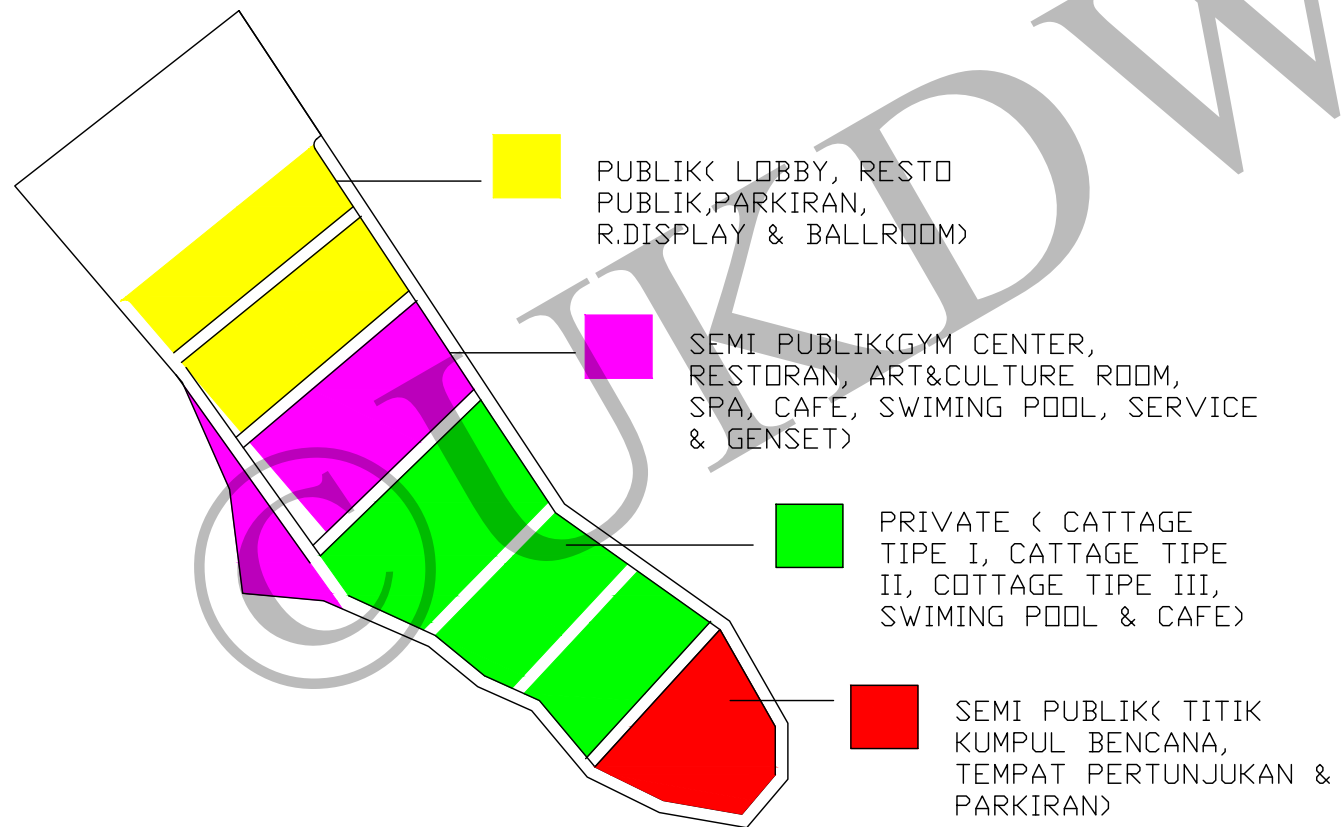 PUBLIK( LOBBY, RESTO
PUBLIK,PARKIRAN,
R.DISPLAY & BALLROOM)
SEMI PUBLIK(GYM CENTER,
RESTORAN, ART&CULTURE ROOM,
SPA, CAFE, SWIMING POOL, SERVICE
& GENSET)
PRIVATE ( CATTAGE
TIPE I, CATTAGE TIPE
II, COTTAGE TIPE III,
SWIMING POOL & CAFE)
SEMI PUBLIK( TITIK
KUMPUL BENCANA,
TEMPAT PERTUNJUKAN &
PARKIRAN)
©UKDW